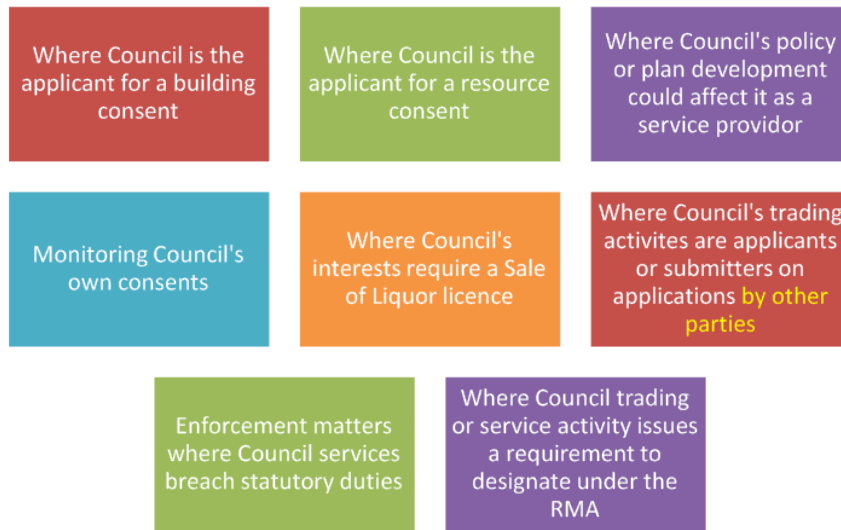 Where Council is the
applicant for a building
consent
Where Council is the
applicant for a resource
consent
Where Council's policy
or plan development
could affect it as a
service providor
Monitoring Council's
own consents
Where Council's
interests require a Sale
of Liquor licence
Where Council's trading
activites are applicants
or submitters on
applications by other
parties
Enforcement matters
where Council services
breach statutory duties
Where Council trading
or service activity issues
a requirement to
designate under the
RMA